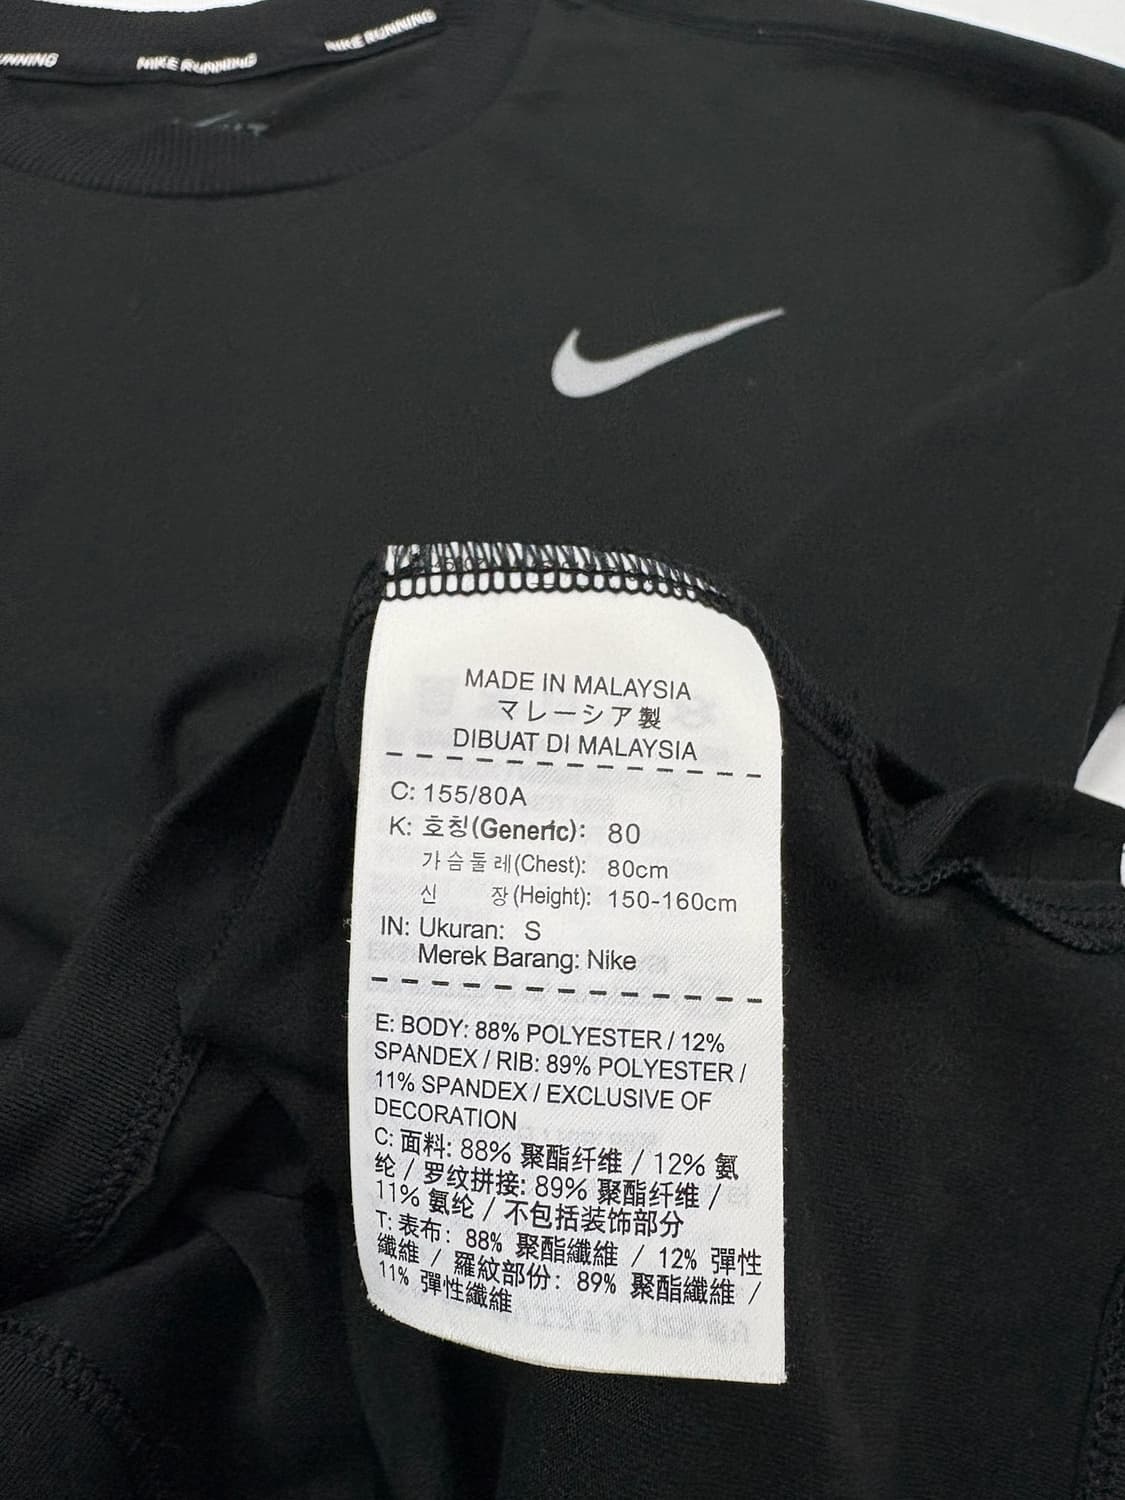 NIKE RUNNING
NIKE RUNNING
MADE IN MALAYSIA
マレーシア製
DIBUAT DI MALAYSIA
C: 155/80A
K: 호칭(Generic): 80
가슴둘레(Chest): 80cm
신 장(Height): 150-160cm
IN: Ukuran: S
Merek Barang: Nike
E: BODY: 88% POLYESTER / 12%
SPANDEX / RIB: 89% POLYESTER /
11% SPANDEX / EXCLUSIVE OF
DECORATION
C: 面料: 88% 聚酯纤维 / 12% 氨
纶 / 罗纹拼接: 89% 聚酯纤维 /
11% 氨纶 / 不包括装饰部分
T: 表布: 88% 聚酯纖維 / 12% 彈性
纖維 / 羅紋部份: 89% 聚酯纖維 /
11% 彈性纖維